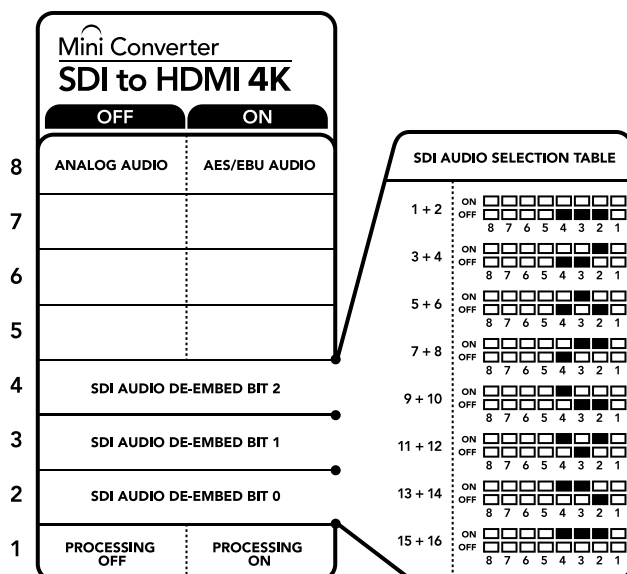 Mini Converter
SDI to HDMI 4K
OFF ON
8 ANALOG AUDIO AES/EBU AUDIO
7
6
5
4 SDI AUDIO DE-EMBED BIT 2
3 SDI AUDIO DE-EMBED BIT 1
2 SDI AUDIO DE-EMBED BIT 0
1 PROCESSING OFF PROCESSING ON
SDI AUDIO SELECTION TABLE
1 + 2 ON
OFF
8 7 6 5 4 3 2 1
3 + 4 ON
OFF
8 7 6 5 4 3 2 1
5 + 6 ON
OFF
8 7 6 5 4 3 2 1
7 + 8 ON
OFF
8 7 6 5 4 3 2 1
9 + 10 ON
OFF
8 7 6 5 4 3 2 1
11 + 12 ON
OFF
8 7 6 5 4 3 2 1
13 + 14 ON
OFF
8 7 6 5 4 3 2 1
15 + 16 ON
OFF
8 7 6 5 4 3 2 1